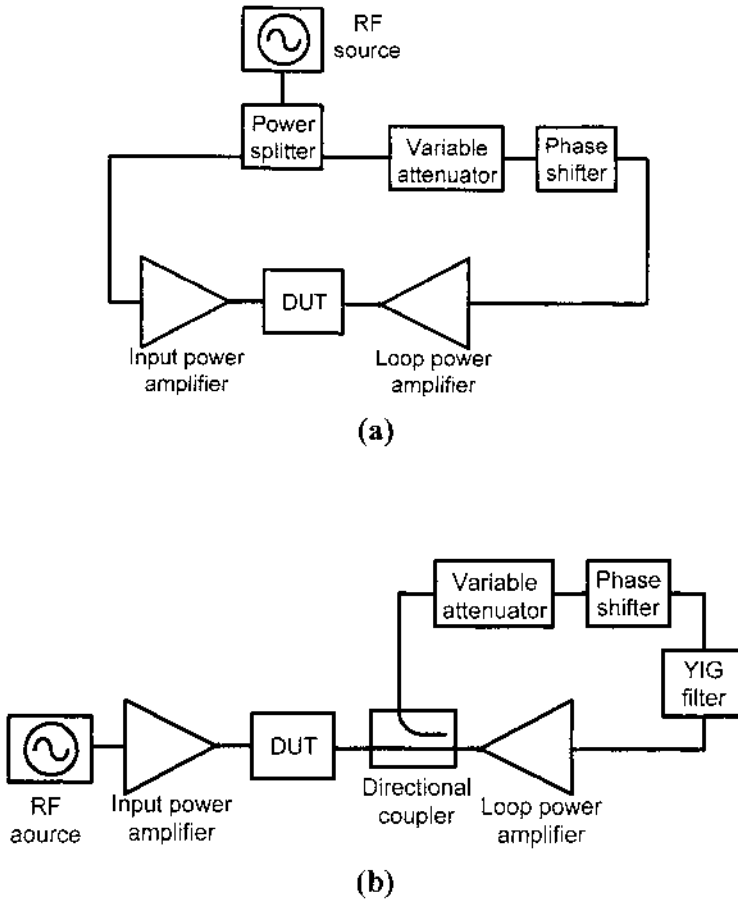 RF
source
Power
splitter
Variable
attenuator
Phase
shifter
DUT
Input power
amplifier
Loop power
amplifier
(a)
Variable
attenuator
Phase
shifter
YIG
filter
DUT
RF
aource
Input power
amplifier
Directional
coupler
Loop power
amplifier
(b)